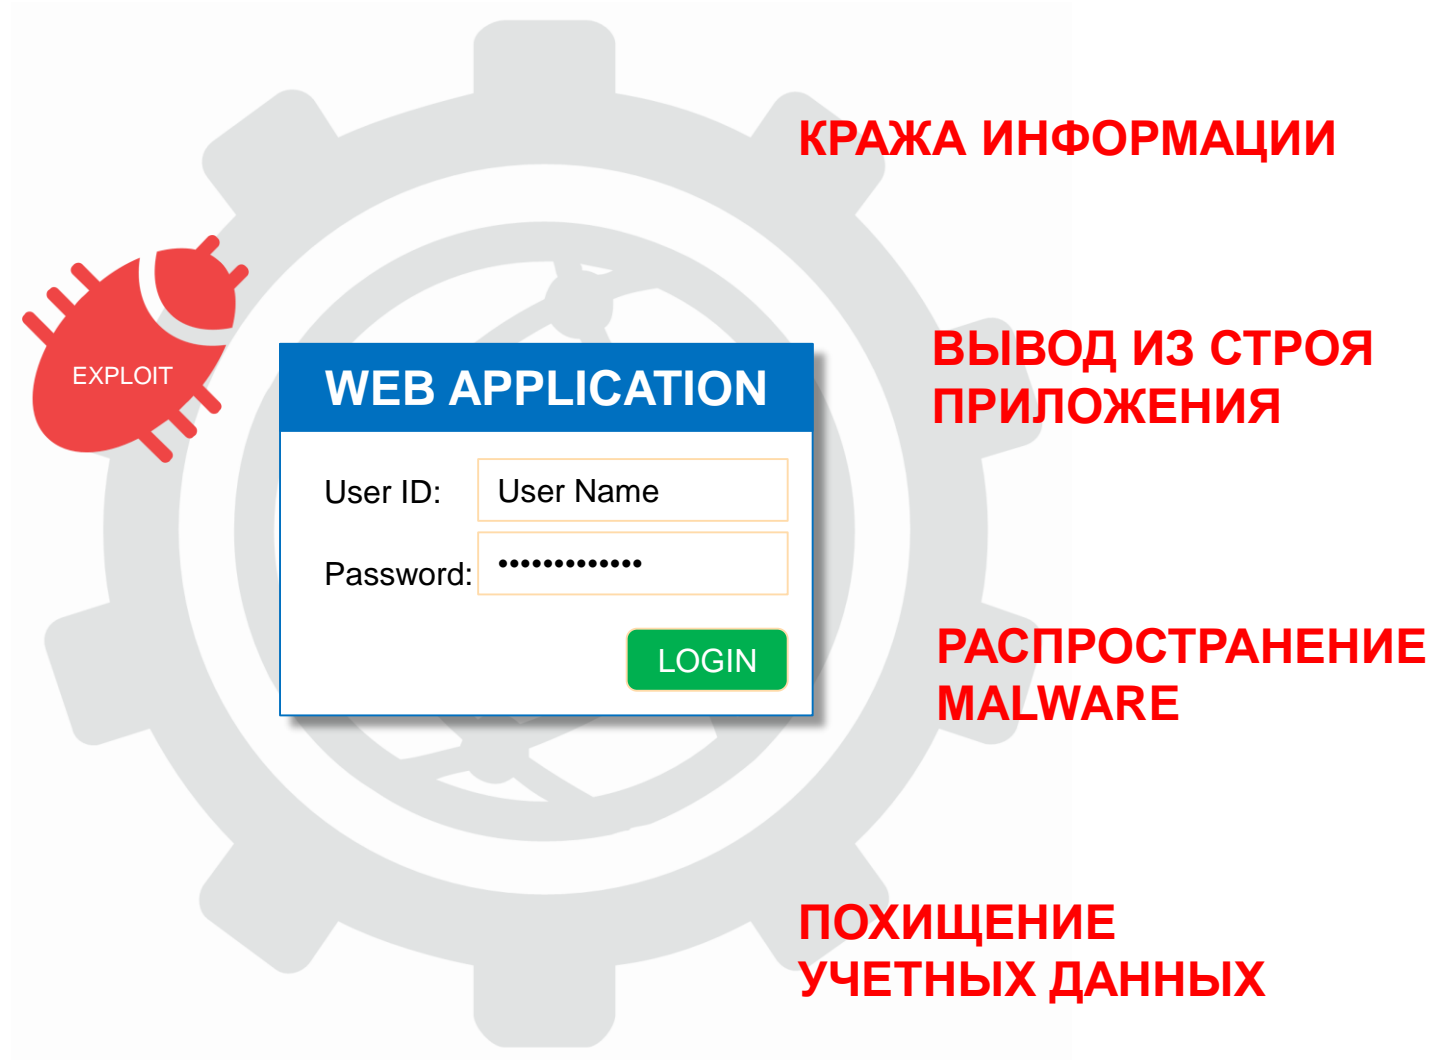 КРАЖА ИНФОРМАЦИИ
EXPLOIT
WEB APPLICATION
User ID:
User Name
Password:
•••••••••••••
LOGIN
ВЫВОД ИЗ СТРОЯ
ПРИЛОЖЕНИЯ
РАСПРОСТРАНЕНИЕ
MALWARE
ПОХИЩЕНИЕ
УЧЕТНЫХ ДАННЫХ